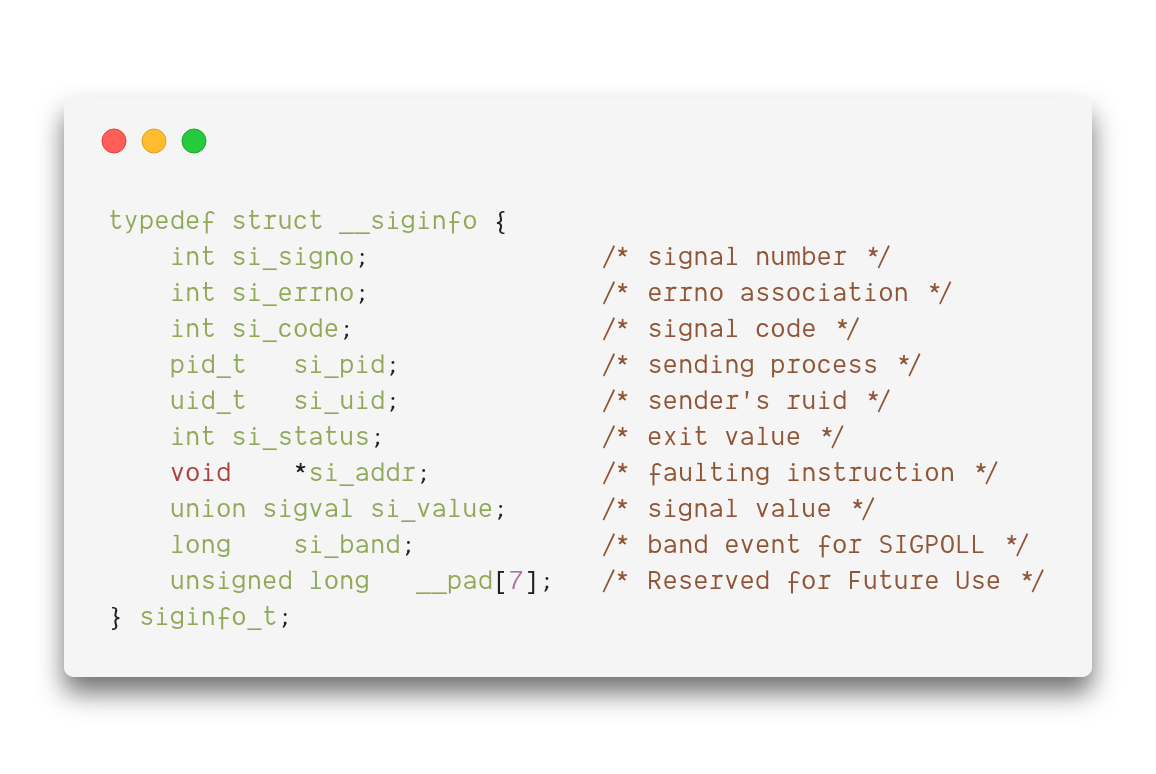 typedef struct __siginfo {
    int si_signo;               /* signal number */
    int si_errno;               /* errno association */
    int si_code;                /* signal code */
    pid_t   si_pid;             /* sending process */
    uid_t   si_uid;             /* sender's ruid */
    int si_status;              /* exit value */
    void    *si_addr;           /* faulting instruction */
    union sigval si_value;      /* signal value */
    long    si_band;            /* band event for SIGPOLL */
    unsigned long   __pad[7];   /* Reserved for Future Use */
} siginfo_t;